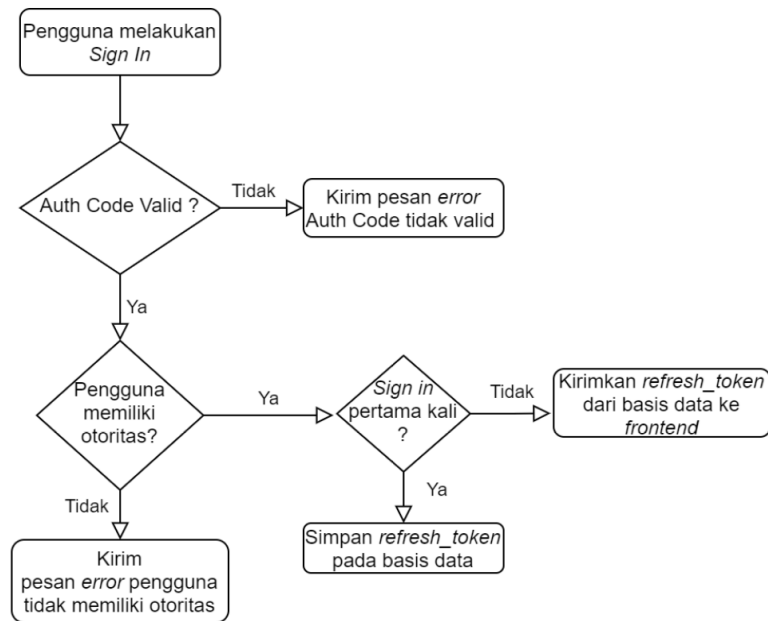 Pengguna melakukan
Sign In
Auth Code Valid ?
Tidak
Kirim pesan error
Auth Code tidak valid
Ya
Pengguna
memiliki
otoritas?
Ya
Sign in
pertama kali
?
Tidak
Kirimkan refresh_token
dari basis data ke
frontend
Tidak
Ya
Kirim
pesan error pengguna
tidak memiliki otoritas
Simpan refresh_token
pada basis data